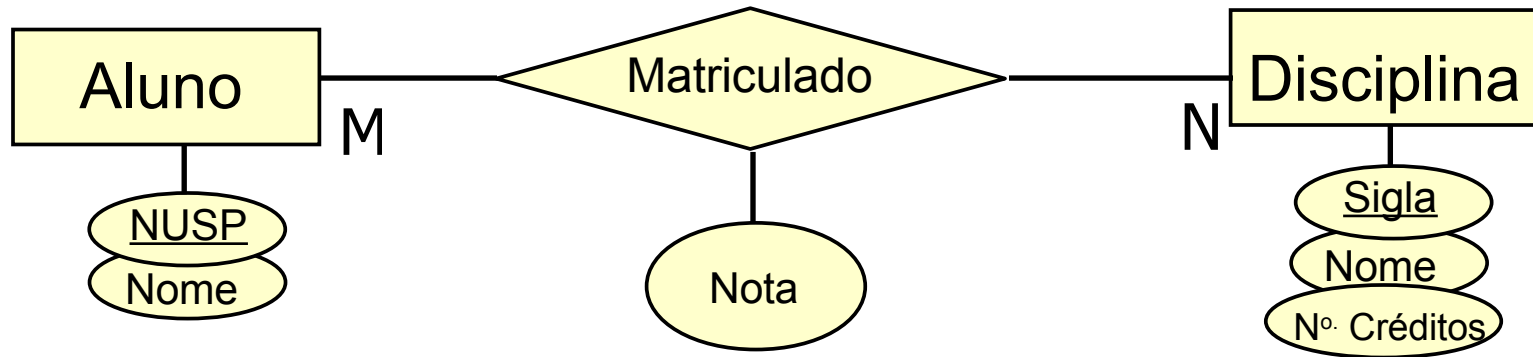 Aluno
M
Matriculado
N
Disciplina
NUSP
Nome
Nota
Sigla
Nome
Nº. Créditos